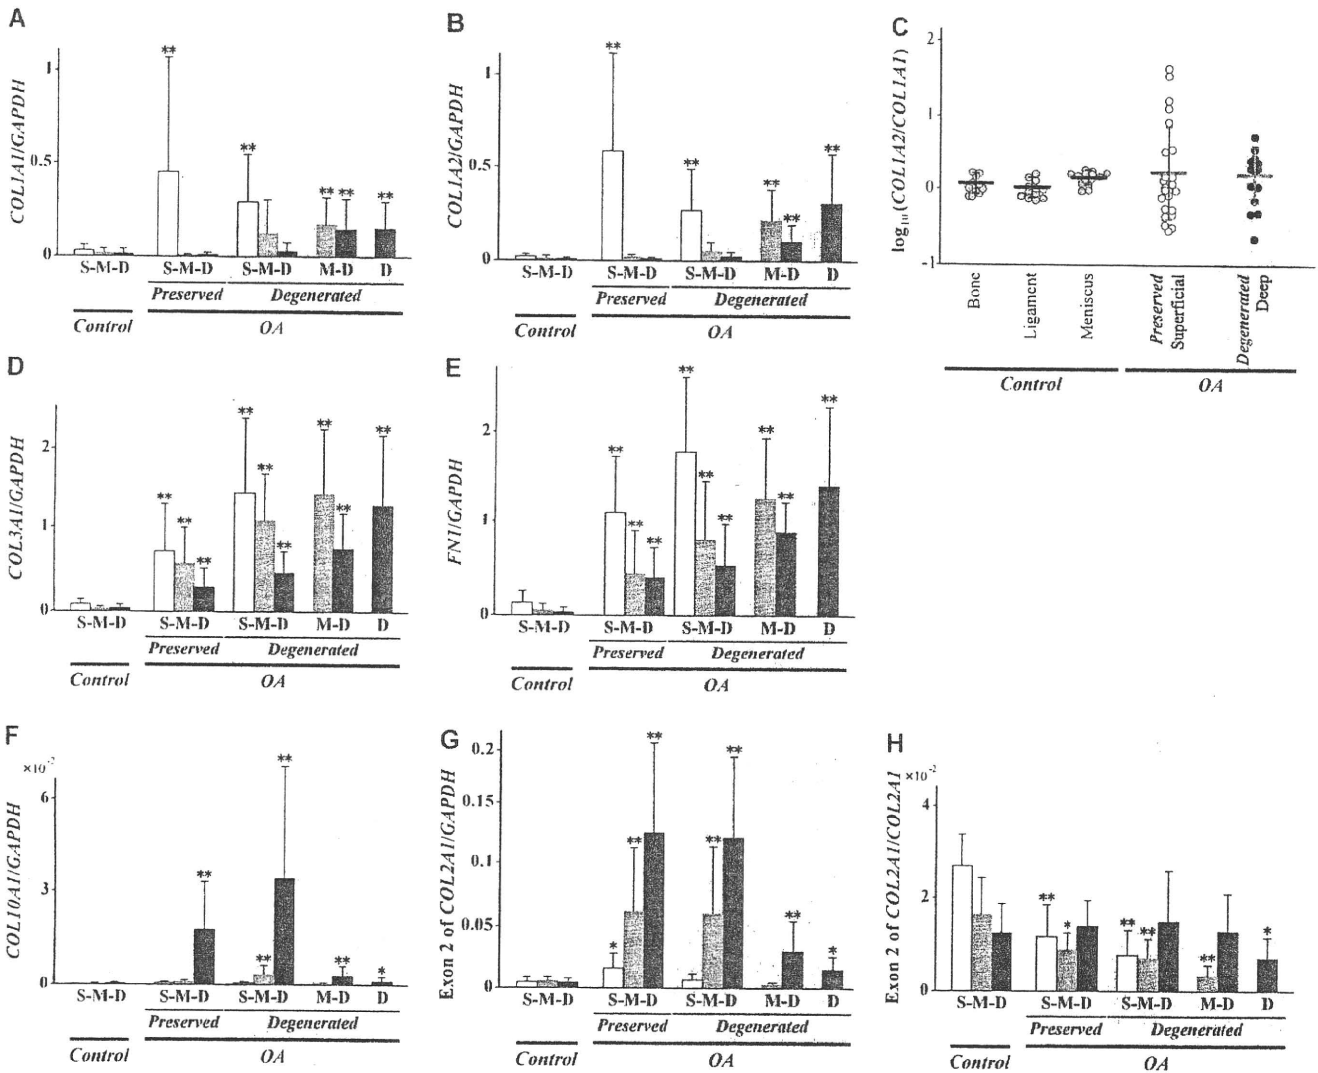 A
COL1A1/GAPDH
1
0.5
0
**
**
** ** **
S-M-D S-M-D S-M-D M-D D
Preserved Degenerated
Control OA
B
COL1A2/GAPDH
1
0.5
0
**
**
** ** **
S-M-D S-M-D S-M-D M-D D
Preserved Degenerated
Control OA
C
log10(COL1A2/COL1A1)
2
1
0
-1
Bone
Ligament
Meniscus
Preserved
Superficial
Degenerated
Deep
Control OA
D
COL3A1/GAPDH
2
1
0
** ** **
** ** **
** ** **
S-M-D S-M-D S-M-D M-D D
Preserved Degenerated
Control OA
E
FN1/GAPDH
2
1
0
** ** **
** ** **
** ** **
S-M-D S-M-D S-M-D M-D D
Preserved Degenerated
Control OA
F
×10⁻²
COL10A1/GAPDH
6
3
0
**
** **
** *
S-M-D S-M-D S-M-D M-D D
Preserved Degenerated
Control OA
G
Exon 2 of COL2A1/GAPDH
0.2
0.15
0.1
0.05
0
* ** **
** **
** *
S-M-D S-M-D S-M-D M-D D
Preserved Degenerated
Control OA
H
×10⁻²
Exon 2 of COL2A1/COL2A1
4
2
0
** *
** **
** *
S-M-D S-M-D S-M-D M-D D
Preserved Degenerated
Control OA